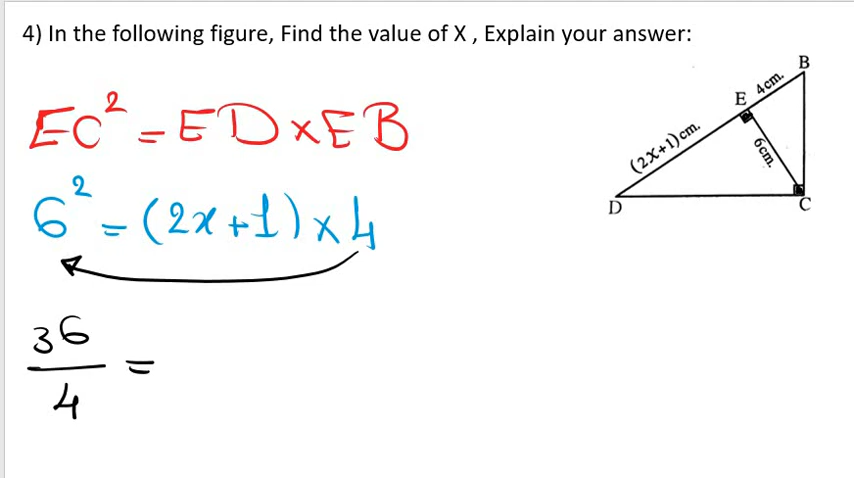 4) In the following figure, Find the value of X , Explain your answer:
B
4cm.
E
(2X+1)cm.
6cm.
D
C
EC² = ED × EB
6² = (2x+1) × 4
36
4 =